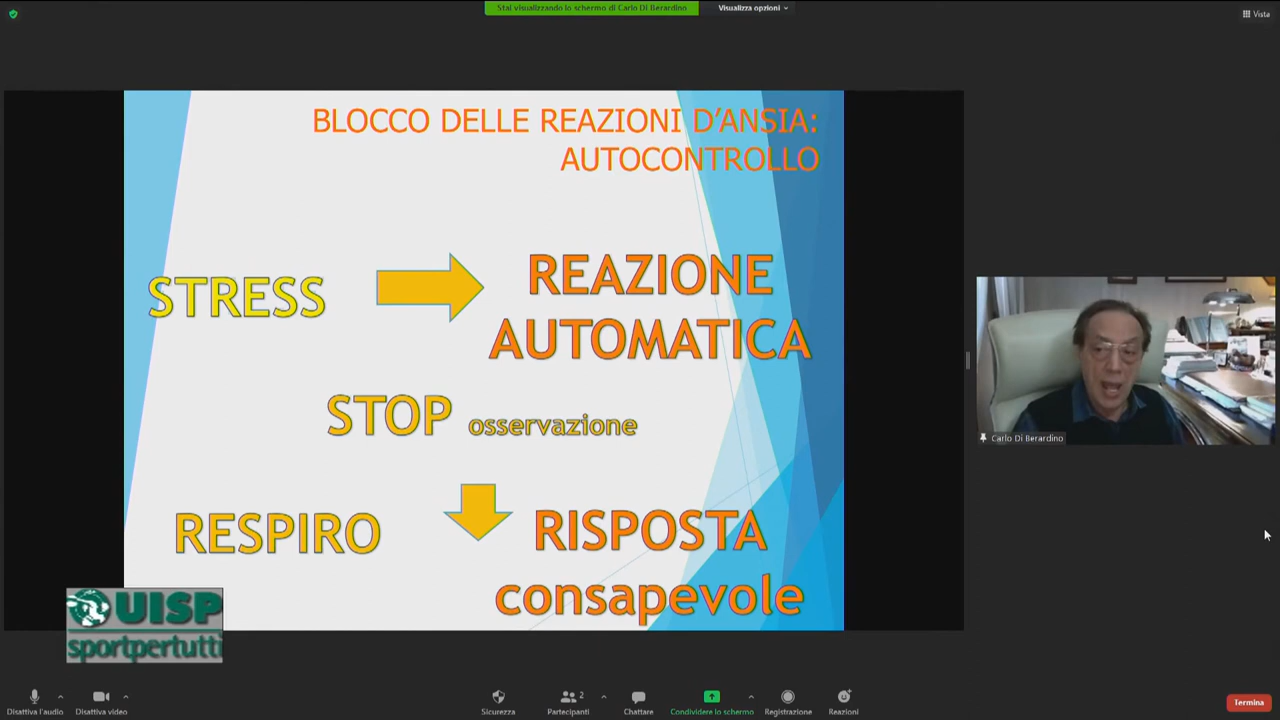 Stai visualizzando lo schermo di Carlo Di Berardino
Visualizza opzioni
Vista
BLOCCO DELLE REAZIONI D’ANSIA:
AUTOCONTROLLO
STRESS
REAZIONE
AUTOMATICA
STOP osservazione
RESPIRO
RISPOSTA
consapevole
Carlo Di Berardino
UISP
sportpertutti
Disattiva l'audio
Disattiva video
Sicurezza
Partecipanti
2
Chattare
Condividere lo schermo
Registrazione
Reazioni
Termina